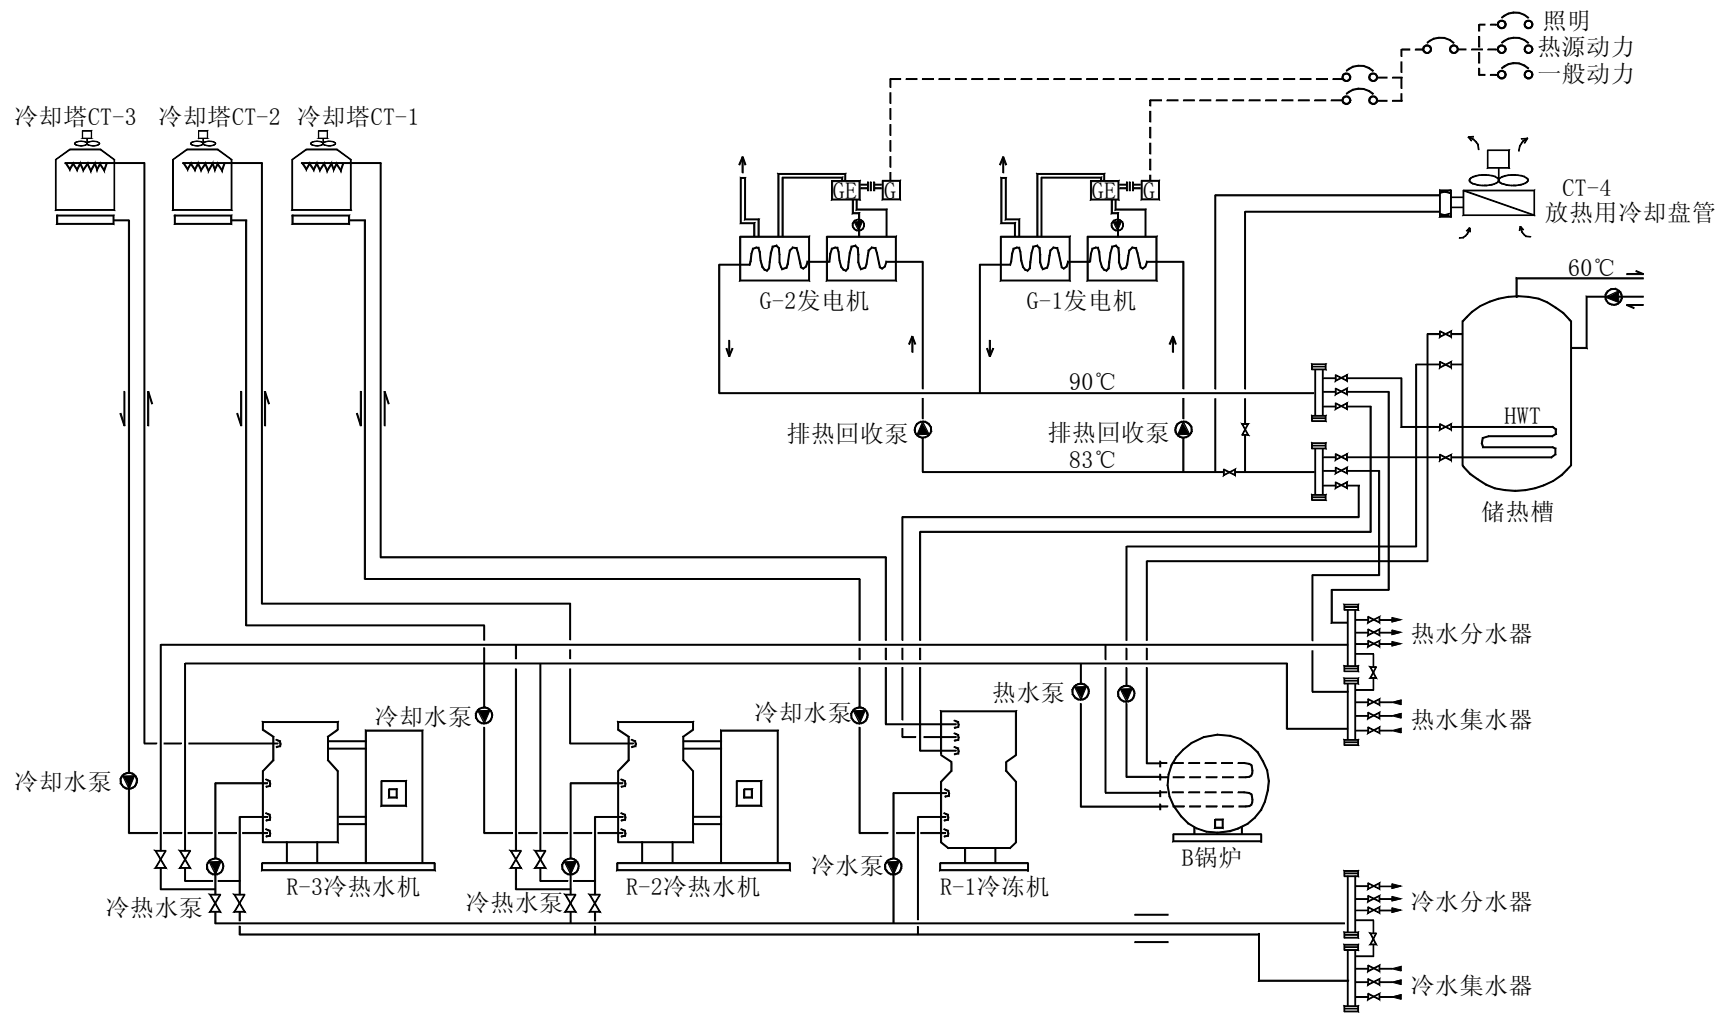 照明
热源动力
一般动力
冷却塔CT-3
冷却塔CT-2
冷却塔CT-1
GE
G
GE
G
CT-4
放热用冷却盘管
60℃
G-2发电机
G-1发电机
90℃
HWT
排热回收泵
排热回收泵
83℃
储热槽
热水分水器
热水泵
冷却水泵
冷却水泵
热水集水器
冷却水泵
B锅炉
冷水泵
R-3冷热水机
R-2冷热水机
R-1冷冻机
冷热水泵
冷热水泵
冷水分水器
冷水集水器